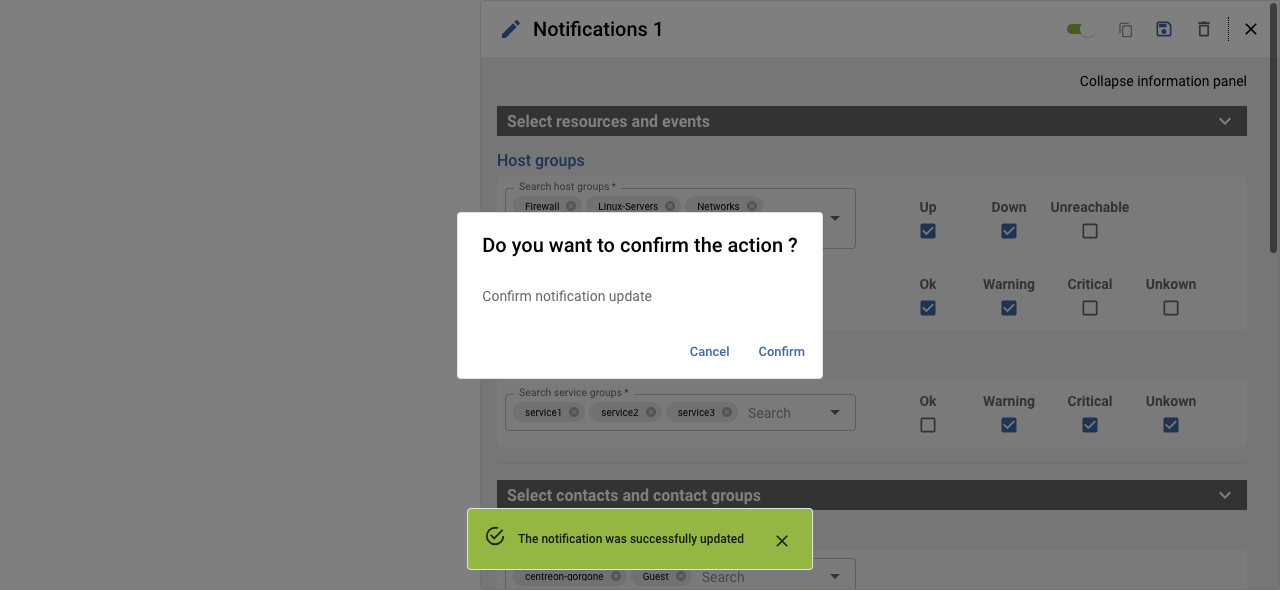 Notifications 1
Collapse information panel
Select resources and events
Host groups
Search host groups *
Firewall Linux-Servers Networks
Up Down Unreachable
Do you want to confirm the action ?
Confirm notification update
Cancel Confirm
Ok Warning Critical Unkown
Search service groups *
service1 service2 service3 Search
Ok Warning Critical Unkown
Select contacts and contact groups
The notification was successfully updated
centreon-gorgone Guest Search